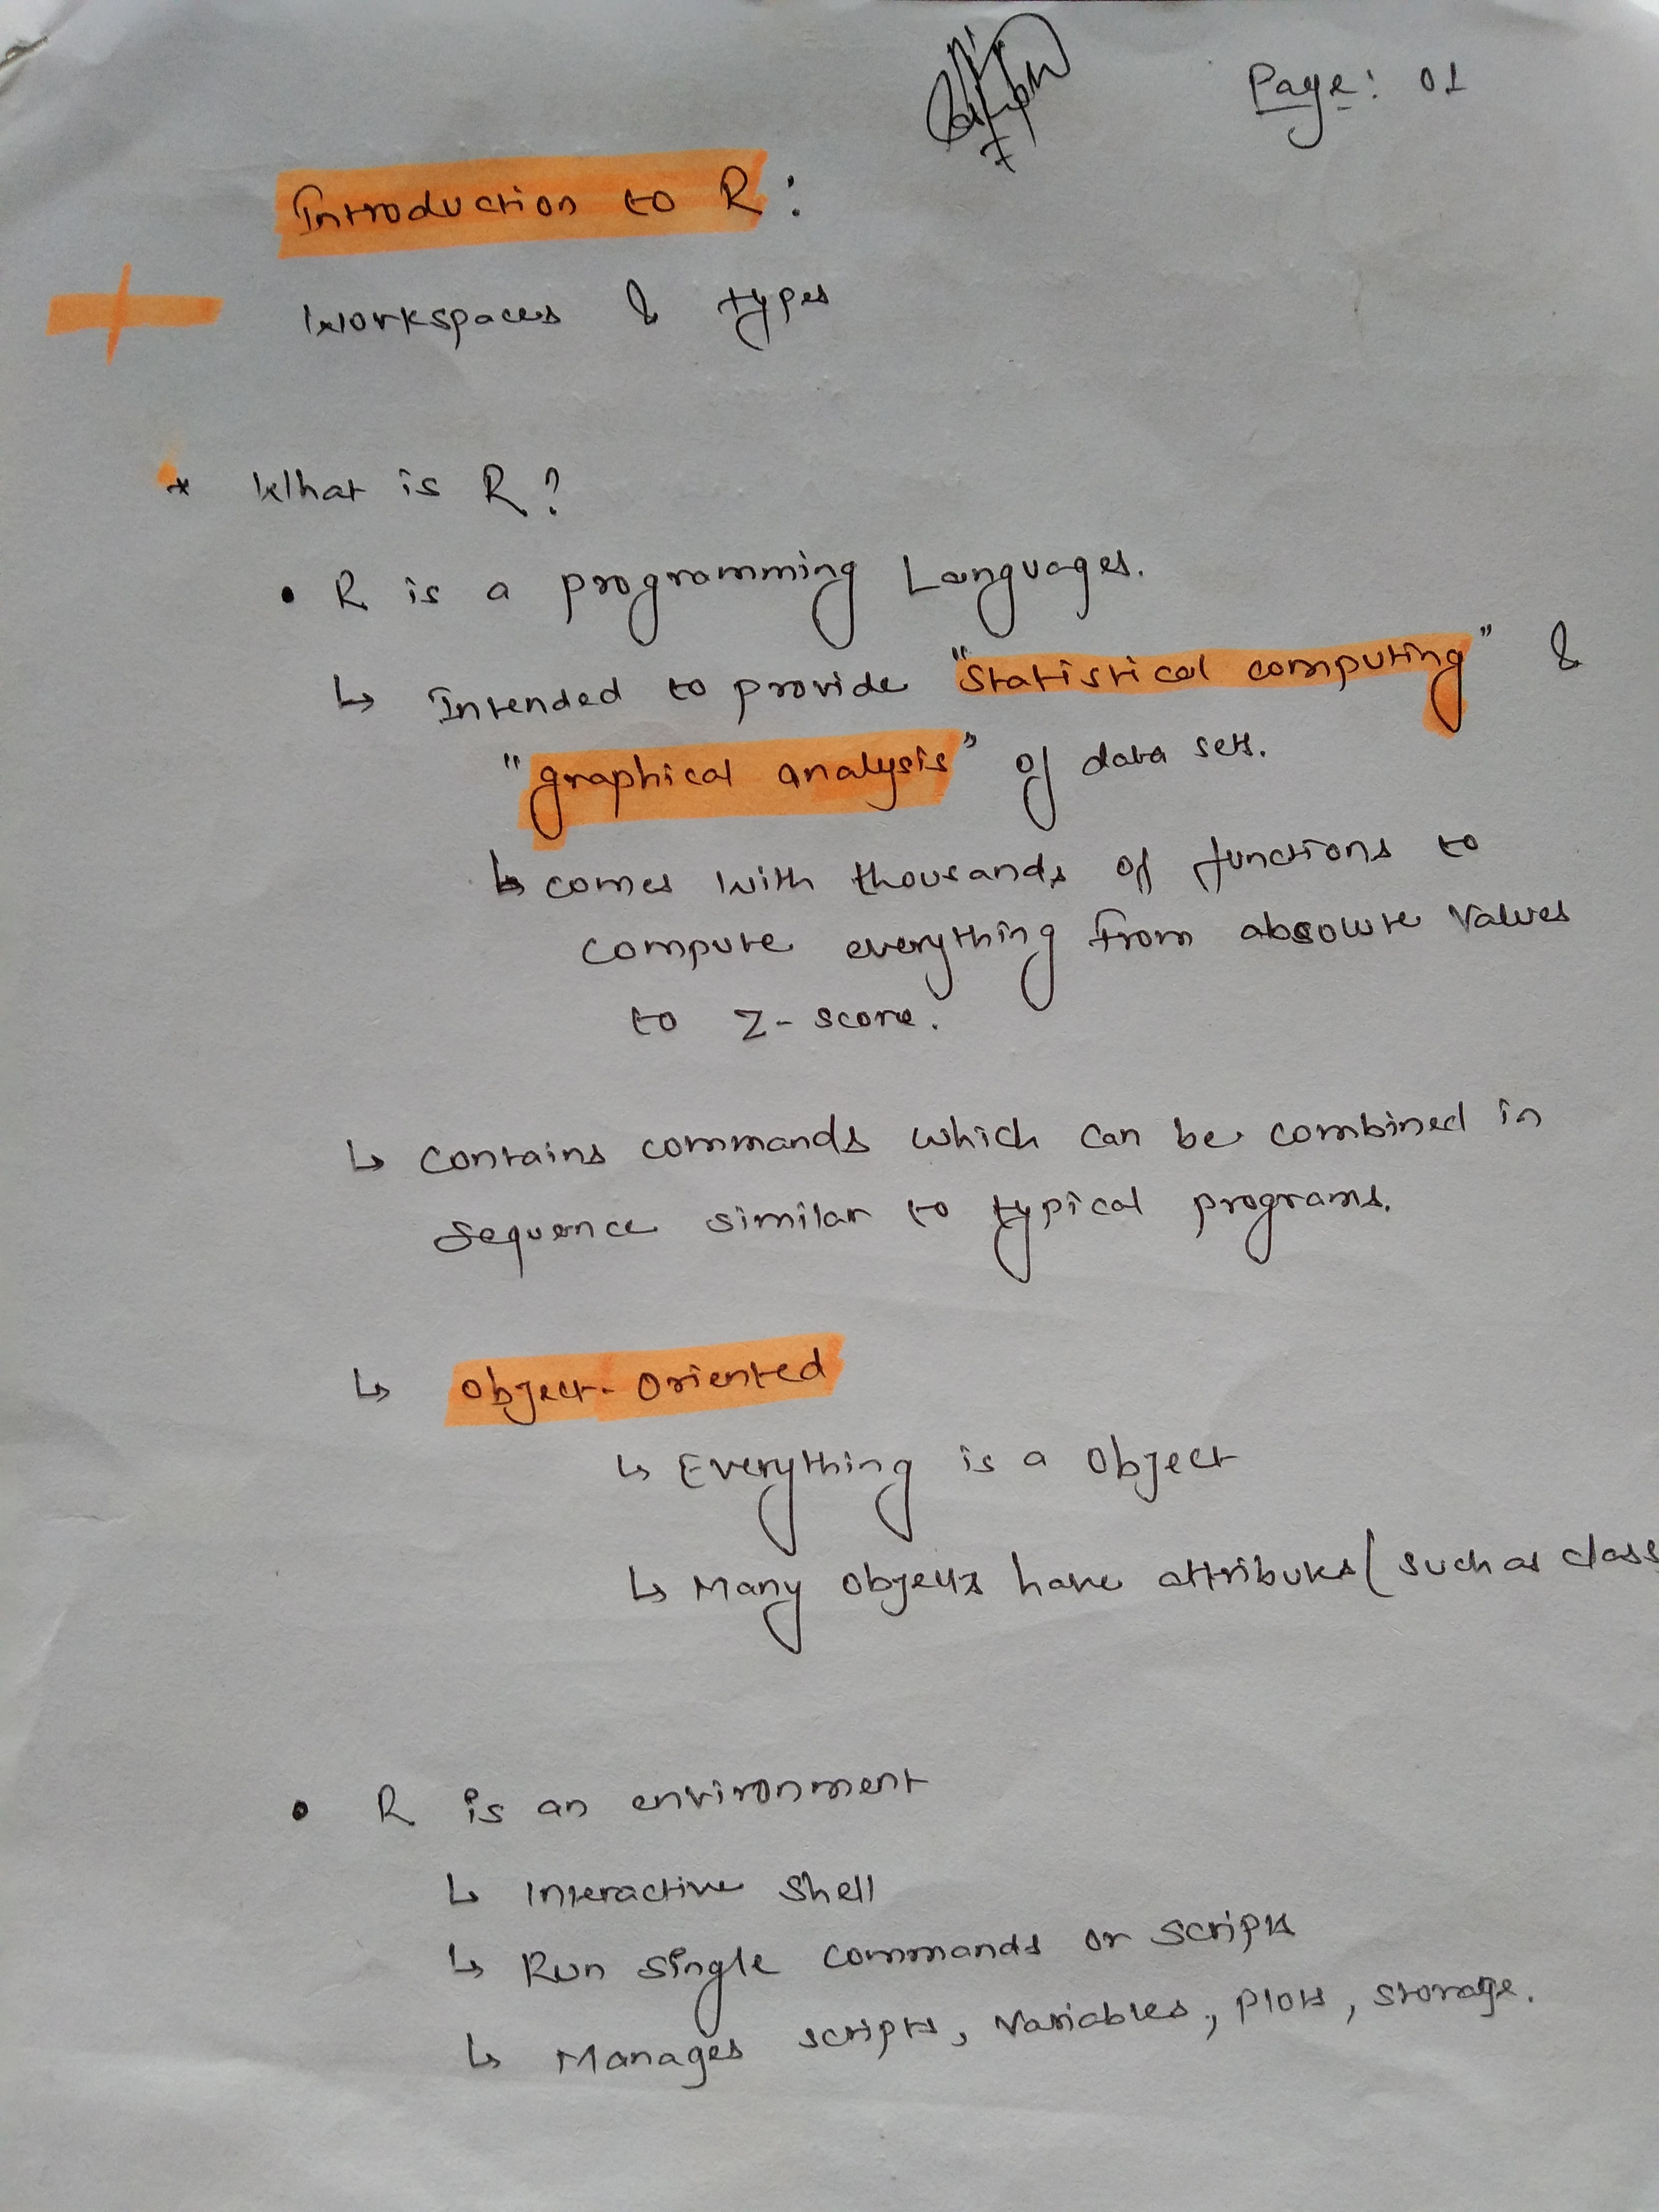 Page: 01
Introduction to R:
Workspaces & types
* What is R?
• R is a programming Languages.
↳ Intended to provide "Statistical computing" &
"graphical analysis" of data sets.
↳ comes with thousands of functions to
compute everything from absolute values
to Z-score.
↳ contains commands which can be combined in
sequence similar to typical programs.
↳ Object-Oriented
↳ Everything is a Object
↳ Many objects have attributes (such as class
• R is an environment
↳ Interactive Shell
↳ Run single commands or scripts
↳ Manages scripts, variables, plots, storage.